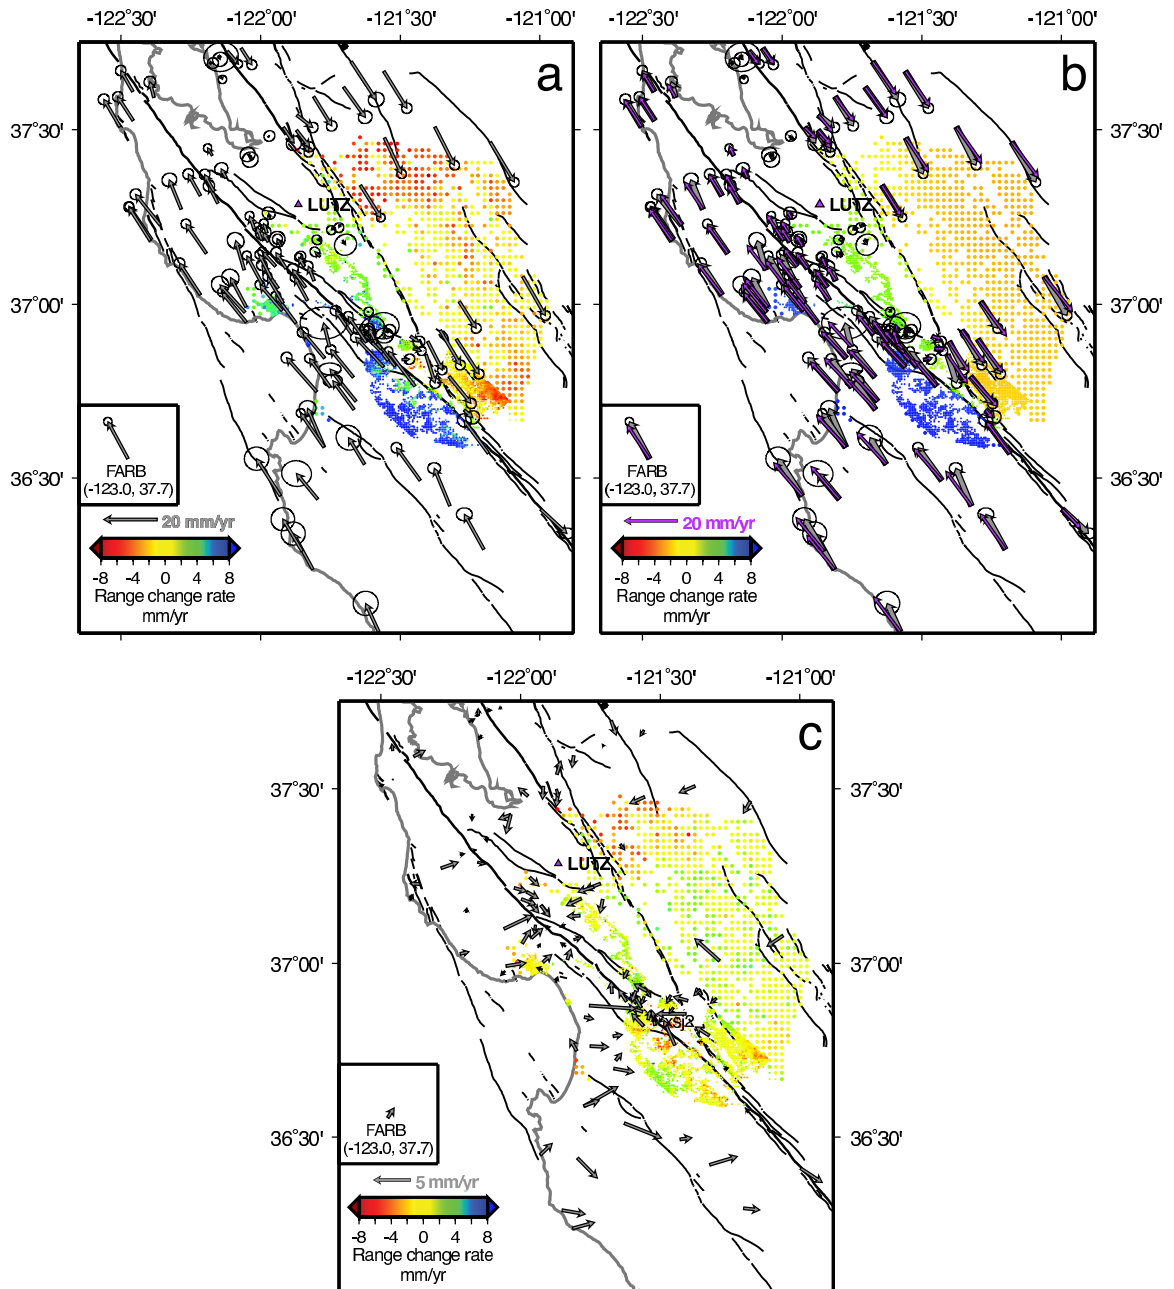 -122°30' -122°00' -121°30' -121°00'
-122°30' -122°00' -121°30' -121°00'
a
b
37°30'
37°30'
LUTZ
LUTZ
37°00'
37°00'
36°30'
36°30'
FARB
(-123.0, 37.7)
FARB
(-123.0, 37.7)
20 mm/yr
20 mm/yr
-8 -4 0 4 8
Range change rate
mm/yr
-8 -4 0 4 8
Range change rate
mm/yr
-122°30' -122°00' -121°30' -121°00'
c
37°30'
37°30'
LUTZ
37°00'
37°00'
xsj2
36°30'
36°30'
FARB
(-123.0, 37.7)
5 mm/yr
-8 -4 0 4 8
Range change rate
mm/yr